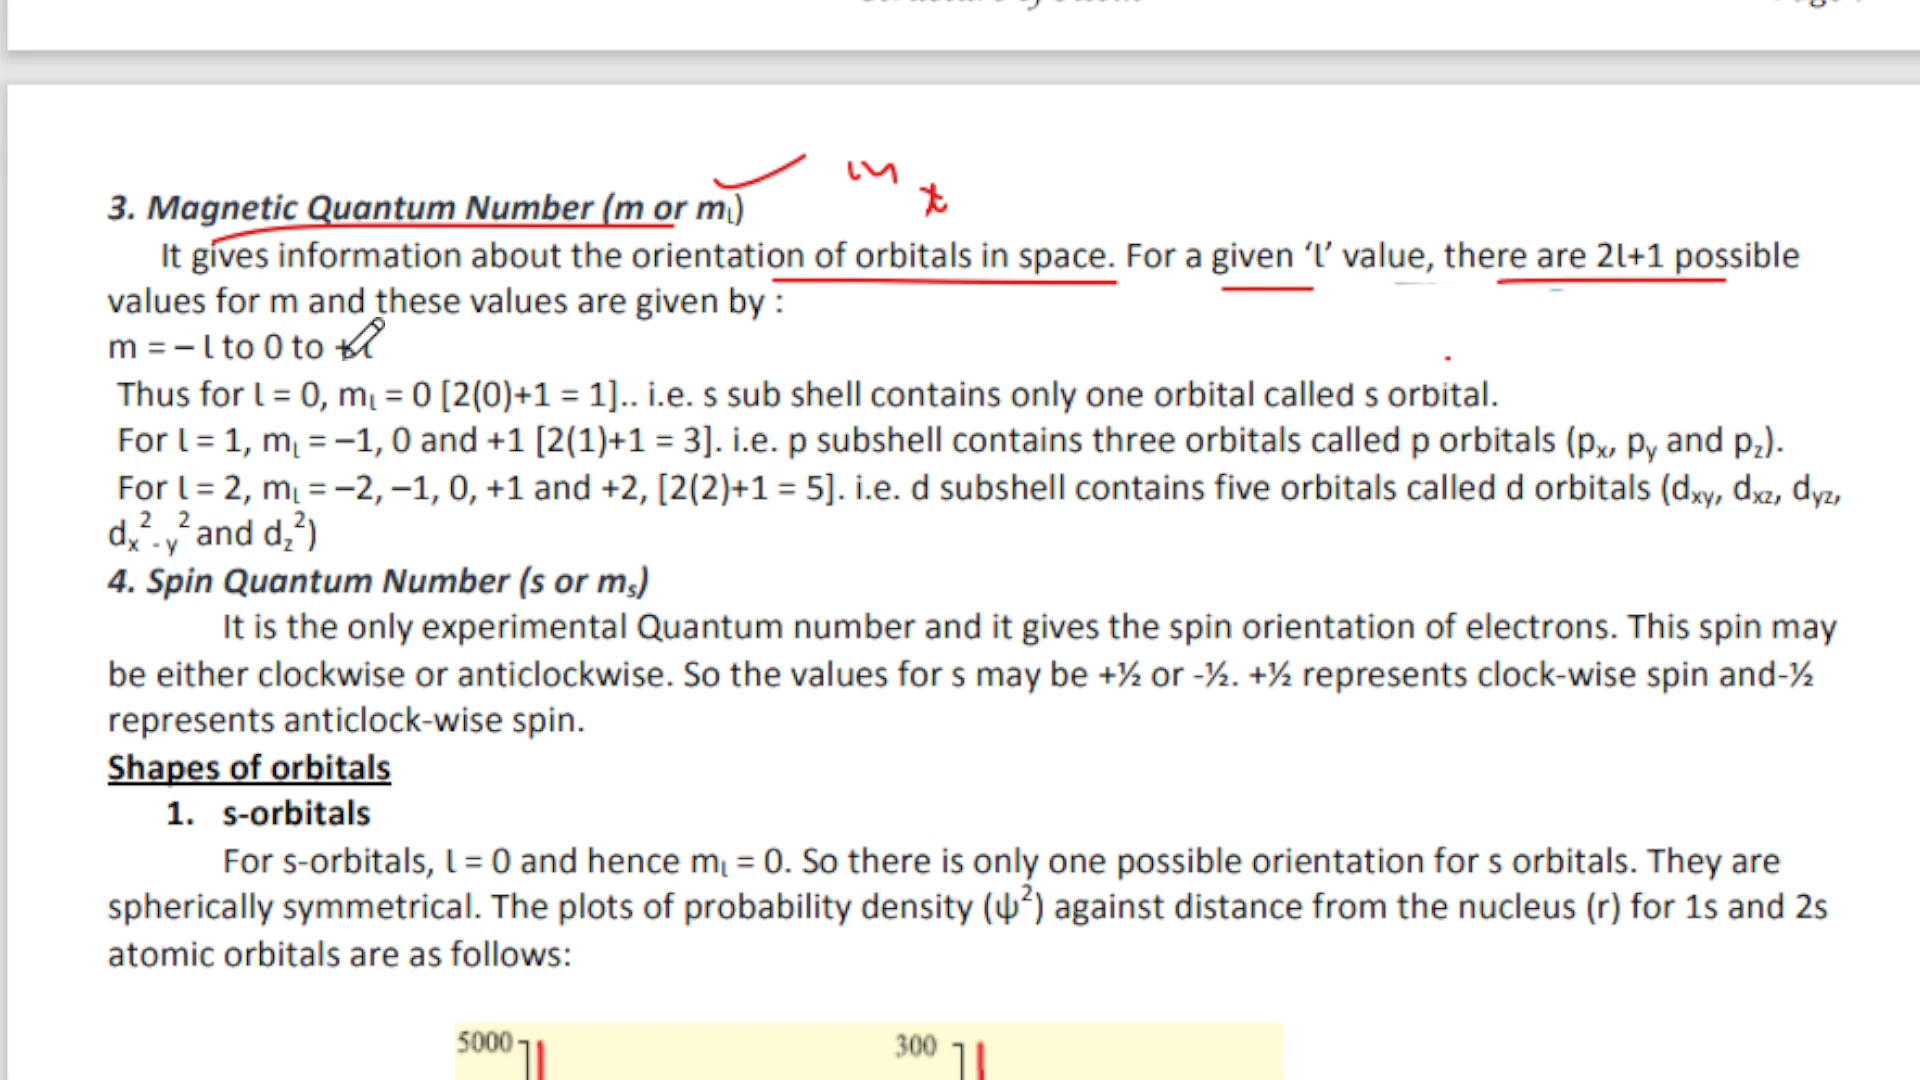 3. Magnetic Quantum Number (m or mₗ)
m
It gives information about the orientation of orbitals in space. For a given ‘l’ value, there are 2l+1 possible
values for m and these values are given by :
m = – l to 0 to
Thus for l = 0, mₗ = 0 [2(0)+1 = 1].. i.e. s sub shell contains only one orbital called s orbital.
For l = 1, mₗ = –1, 0 and +1 [2(1)+1 = 3]. i.e. p subshell contains three orbitals called p orbitals (pₓ, p_y and p_z).
For l = 2, mₗ = –2, –1, 0, +1 and +2, [2(2)+1 = 5]. i.e. d subshell contains five orbitals called d orbitals (d_xy, d_xz, d_yz,
d_x²-y² and d_z²)
4. Spin Quantum Number (s or mₛ)
It is the only experimental Quantum number and it gives the spin orientation of electrons. This spin may
be either clockwise or anticlockwise. So the values for s may be +½ or -½. +½ represents clock-wise spin and-½
represents anticlock-wise spin.
Shapes of orbitals
1. s-orbitals
For s-orbitals, l = 0 and hence mₗ = 0. So there is only one possible orientation for s orbitals. They are
spherically symmetrical. The plots of probability density (ψ²) against distance from the nucleus (r) for 1s and 2s
atomic orbitals are as follows:
5000 300